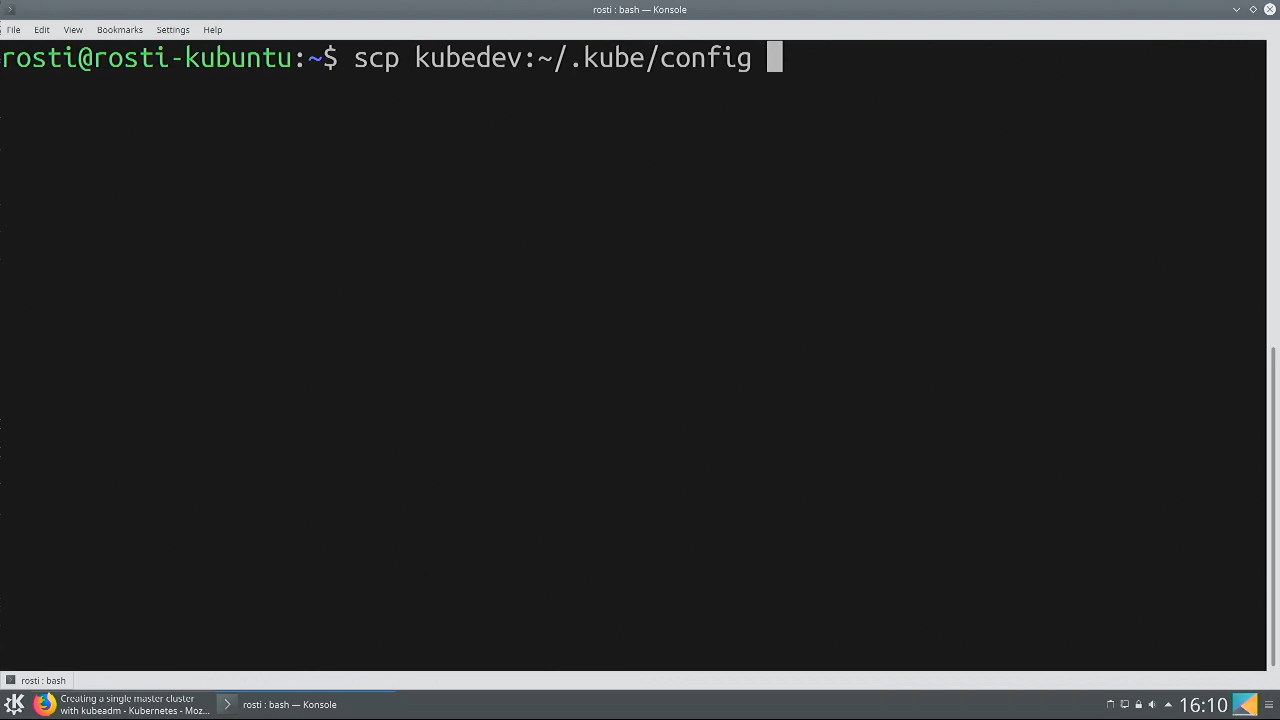 rosti : bash — Konsole
File Edit View Bookmarks Settings Help
rosti@rosti-kubuntu:~$ scp kubedev:~/.kube/config
rosti : bash
Creating a single master cluster
with kubeadm - Kubernetes - Moz...
rosti : bash — Konsole
16:10